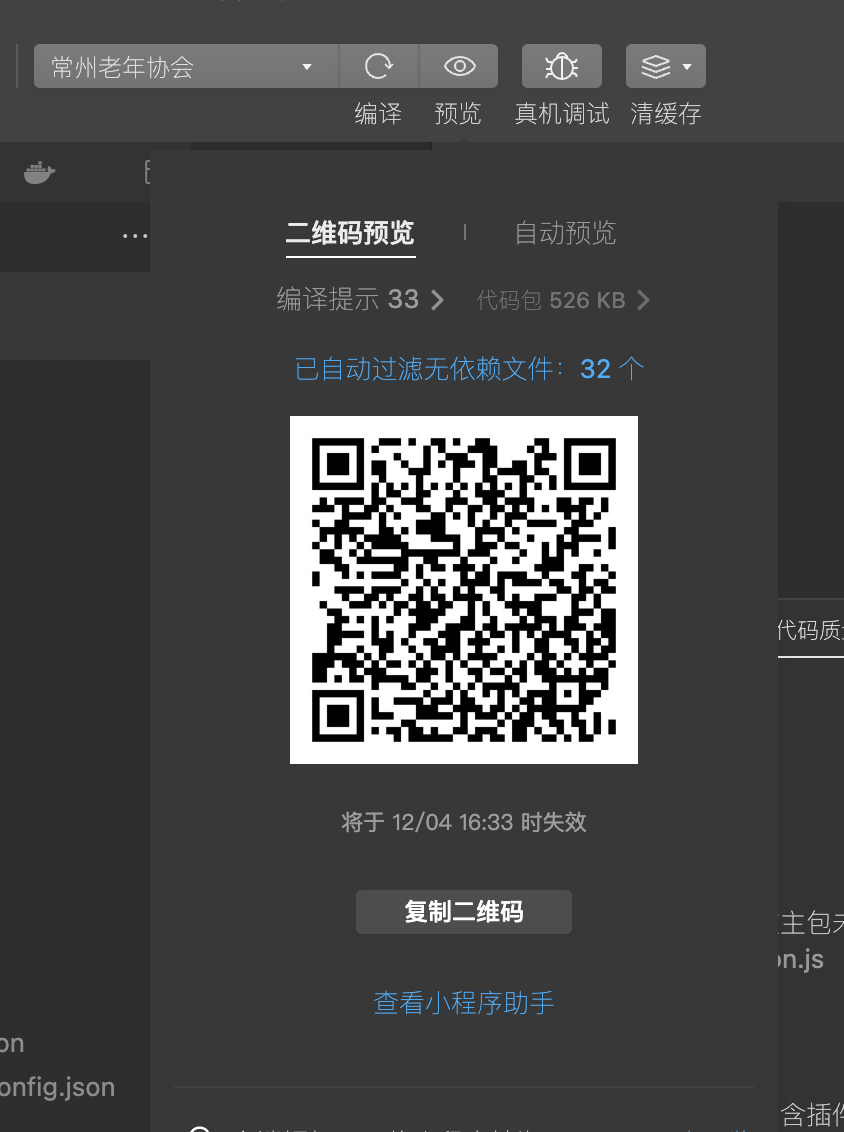 常州老年协会
编译 预览 真机调试 清缓存
二维码预览 自动预览
编译提示 33 代码包 526 KB
已自动过滤无依赖文件：32 个
代码质
将于 12/04 16:33 时失效
复制二维码
主包未
on.js
查看小程序助手
on
onfig.json
含插件